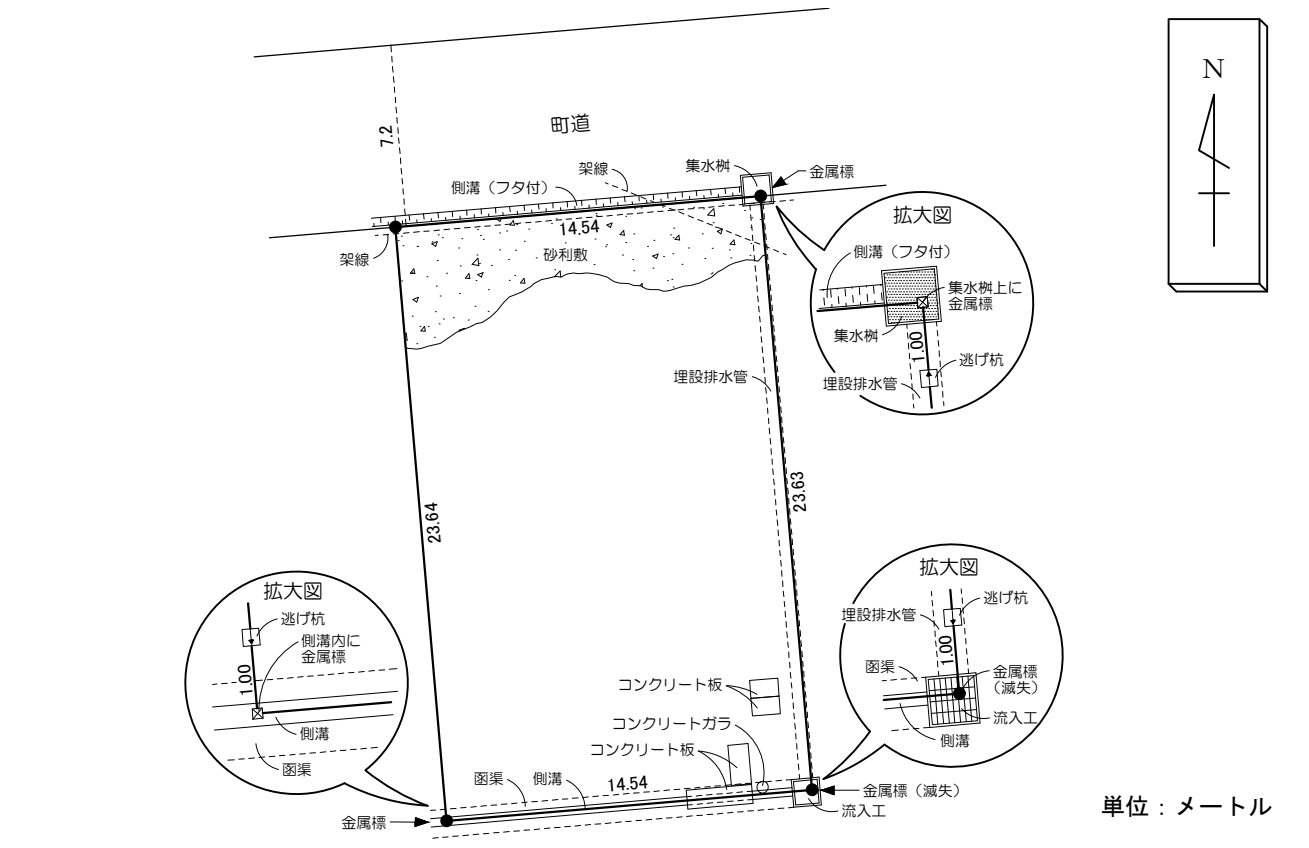 N
7.2
町道
架線
集水桝
金属標
側溝（フタ付）
14.54
架線
砂利敷
拡大図
側溝（フタ付）
集水桝上に
金属標
集水桝
1.00
逃げ杭
埋設排水管
埋設排水管
23.64
23.63
拡大図
逃げ杭
側溝内に
金属標
1.00
側溝
函渠
拡大図
逃げ杭
埋設排水管
1.00
函渠
金属標
（滅失）
流入工
側溝
コンクリート板
コンクリートガラ
コンクリート板
函渠
側溝
14.54
金属標
金属標（滅失）
流入工
単位：メートル